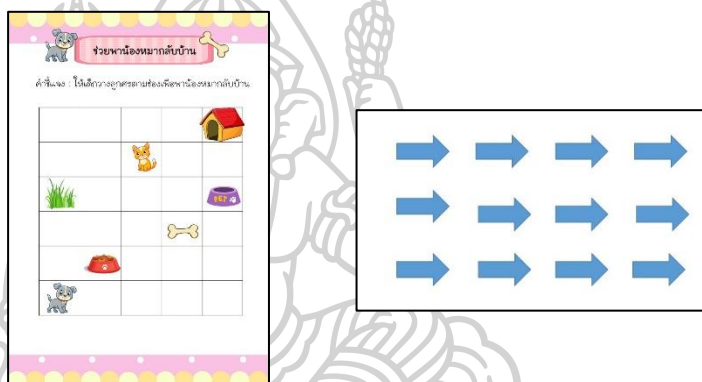 ช่วยพาน้องหมากลับบ้าน
คำชี้แจง : ให้เด็กวางลูกศรตามช่องเพื่อพาน้องหมากลับบ้าน
PET